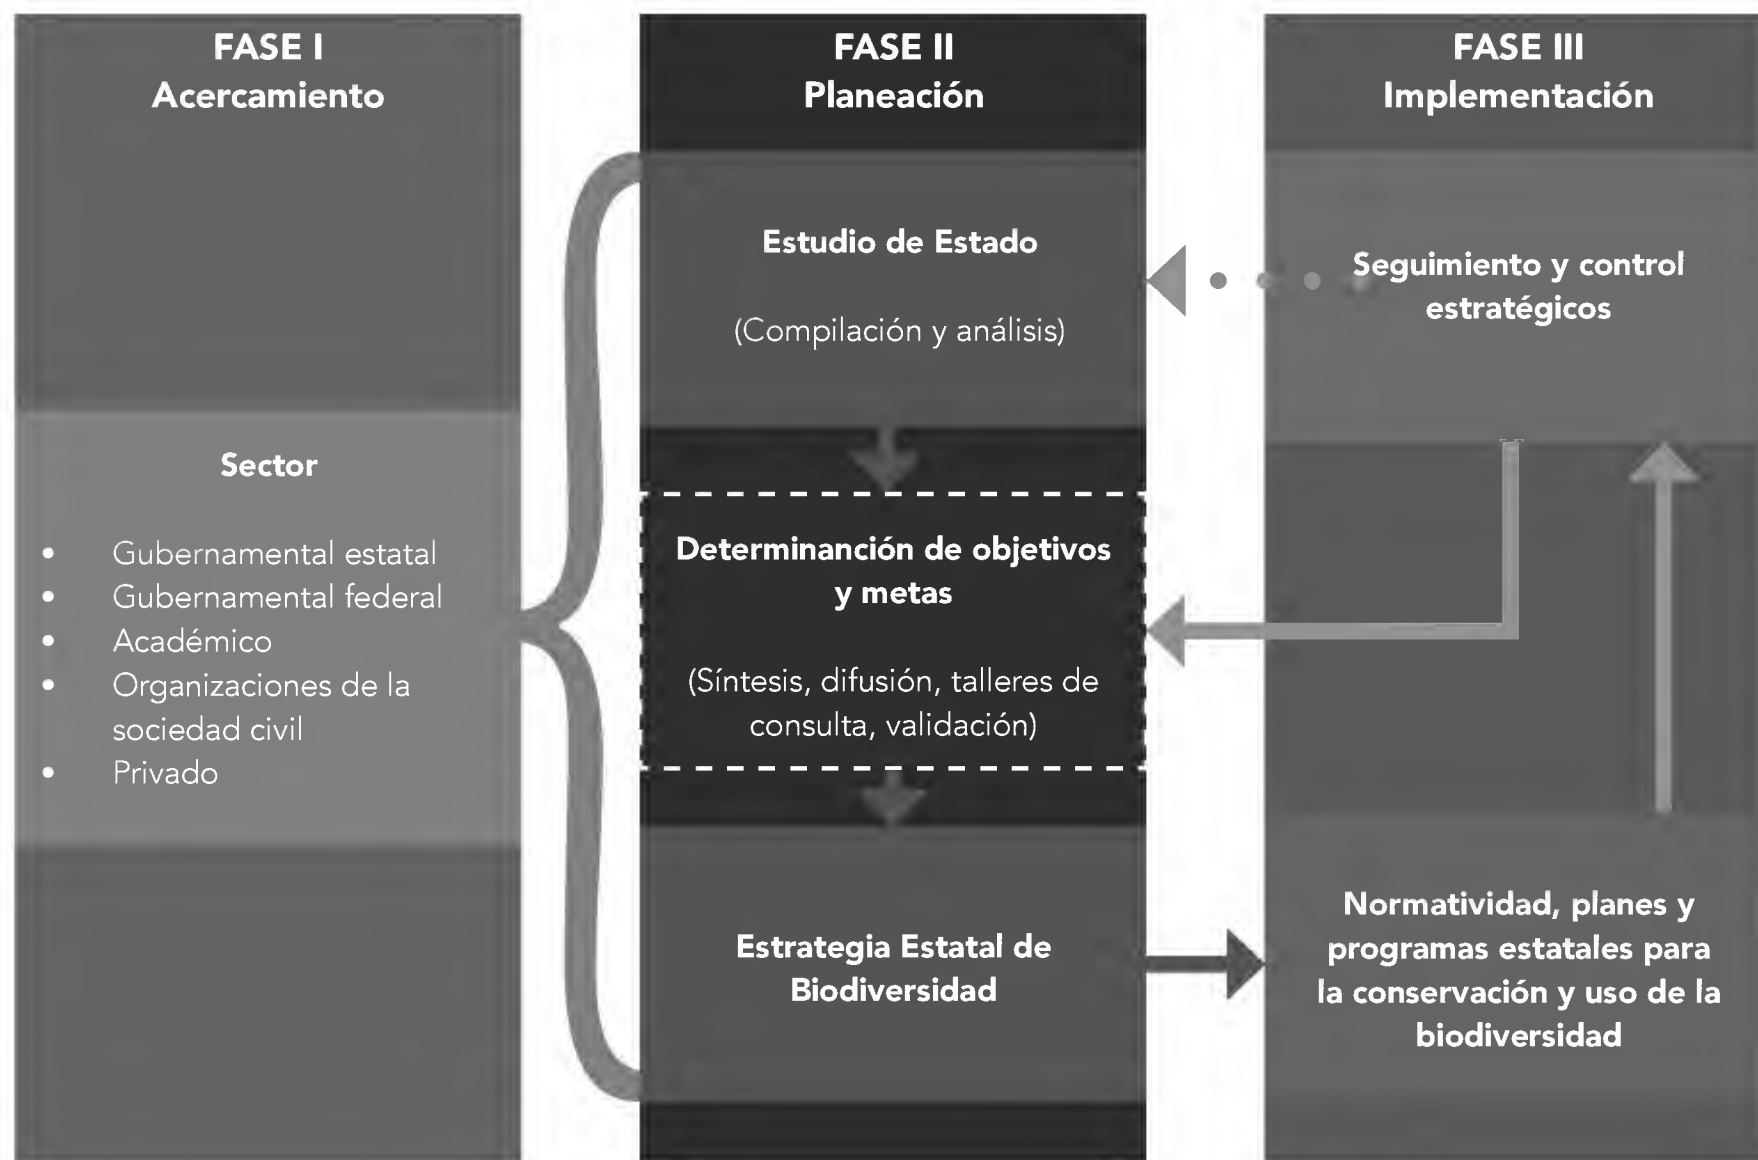 FASE I
Acercamiento
Sector
• Gubernamental estatal
• Gubernamental federal
• Académico
• Organizaciones de la
sociedad civil
• Privado
FASE II
Planeación
Estudio de Estado
(Compilación y análisis)
Determinanción de objetivos
y metas
(Síntesis, difusión, talleres de
consulta, validación)
Estrategia Estatal de
Biodiversidad
FASE III
Implementación
Seguimiento y control
estratégicos
Normatividad, planes y
programas estatales para
la conservación y uso de la
biodiversidad